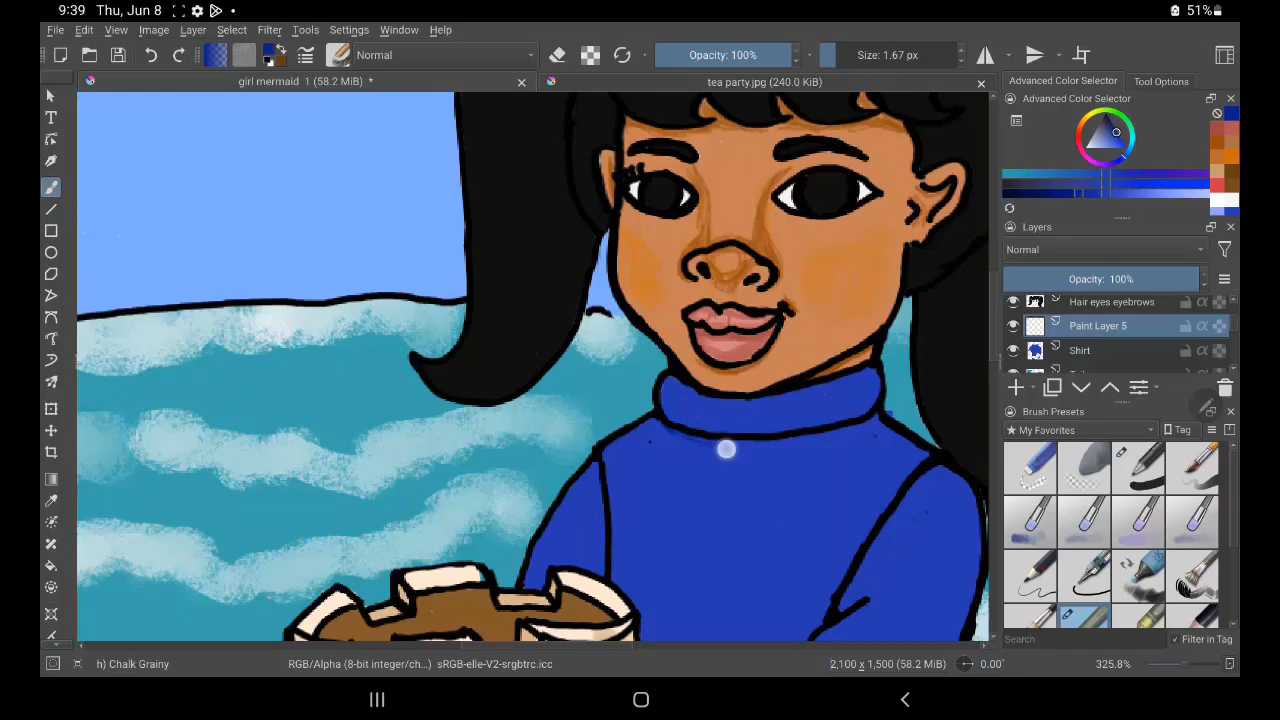 9:39 Thu, Jun 8 51%
File Edit View Image Layer Select Filter Tools Settings Window Help
Normal Opacity: 100% Size: 1.67 px
girl mermaid 1 (58.2 MiB) * tea party.jpg (240.0 KiB)
Advanced Color Selector Tool Options
Advanced Color Selector
Layers
Normal
Opacity: 100%
Hair eyes eyebrows
Paint Layer 5
Shirt
Brush Presets
My Favorites Tag
Search Filter in Tag
h) Chalk Grainy RGB/Alpha (8-bit integer/ch...) sRGB-elle-V2-srgbtrc.icc 2,100 x 1,500 (58.2 MiB) 0.00° 325.8%